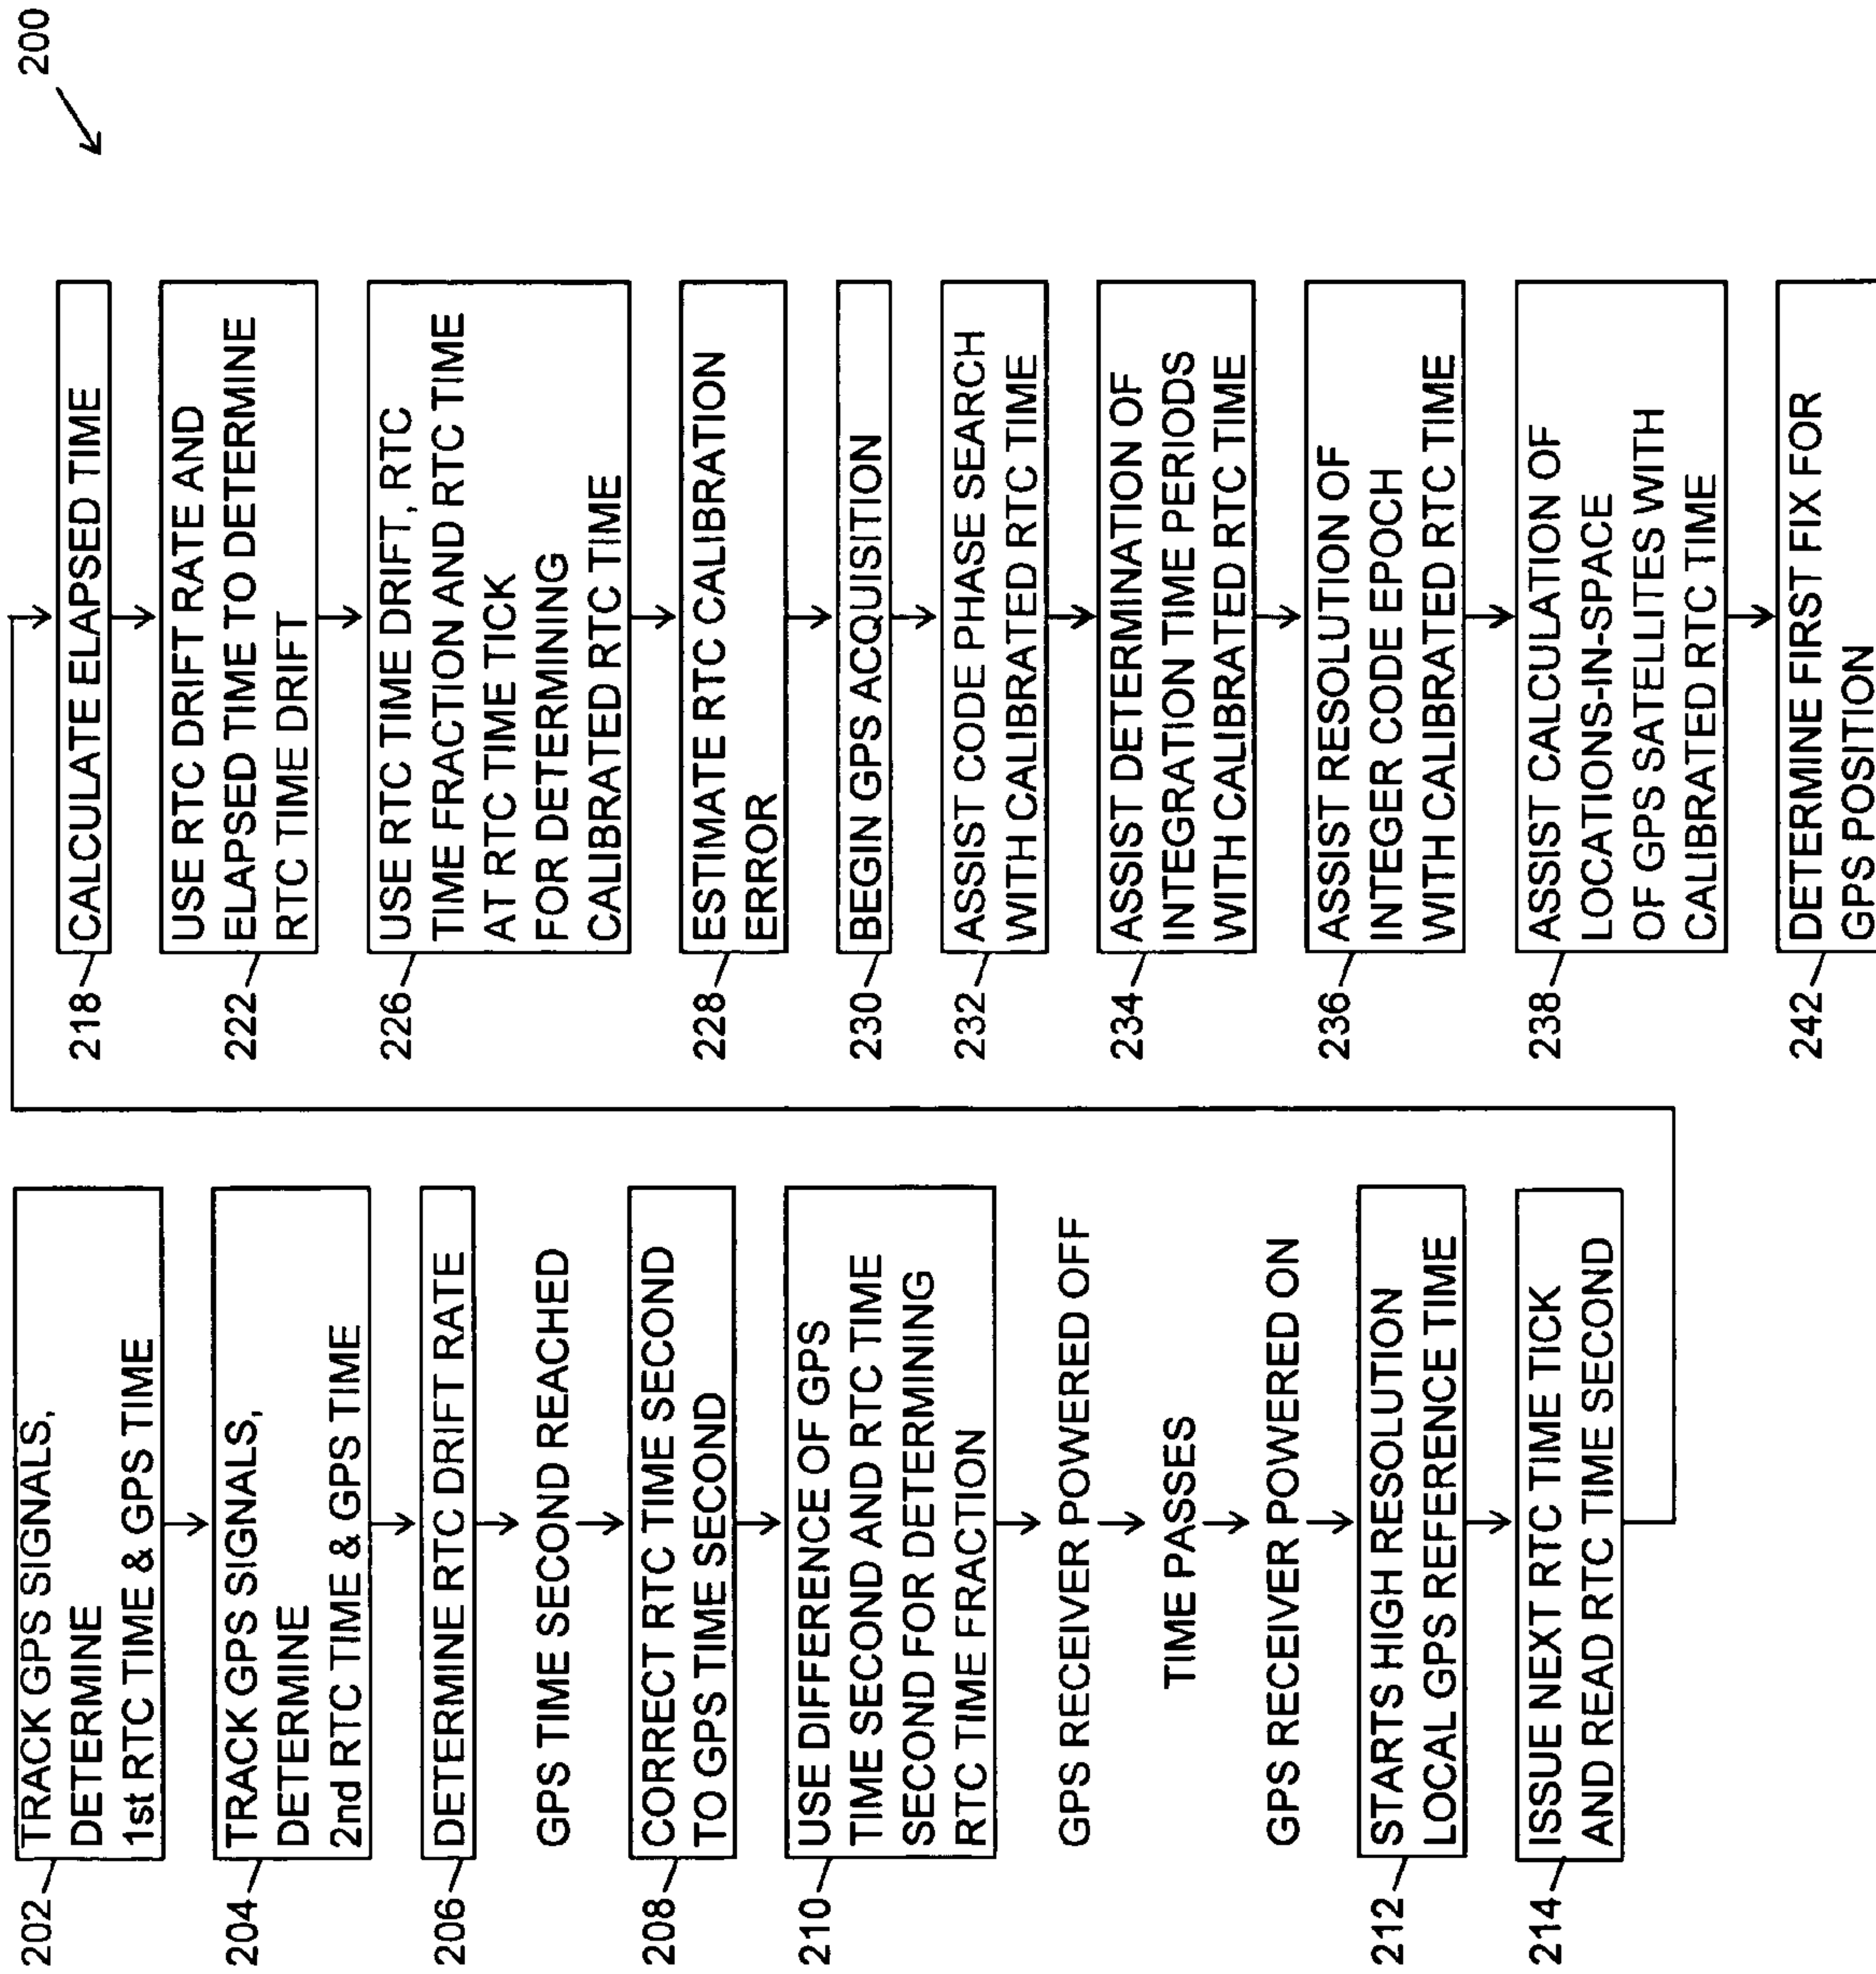 200
202
TRACK GPS SIGNALS,
DETERMINE
1st RTC TIME & GPS TIME
204
TRACK GPS SIGNALS,
DETERMINE
2nd RTC TIME & GPS TIME
206
DETERMINE RTC DRIFT RATE
GPS TIME SECOND REACHED
208
CORRECT RTC TIME SECOND
TO GPS TIME SECOND
210
USE DIFFERENCE OF GPS
TIME SECOND AND RTC TIME
SECOND FOR DETERMINING
RTC TIME FRACTION
GPS RECEIVER POWERED OFF
TIME PASSES
GPS RECEIVER POWERED ON
212
STARTS HIGH RESOLUTION
LOCAL GPS REFERENCE TIME
214
ISSUE NEXT RTC TIME TICK
AND READ RTC TIME SECOND
218
CALCULATE ELAPSED TIME
222
USE RTC DRIFT RATE AND
ELAPSED TIME TO DETERMINE
RTC TIME DRIFT
226
USE RTC TIME DRIFT, RTC
TIME FRACTION AND RTC TIME
AT RTC TIME TICK
FOR DETERMINING
CALIBRATED RTC TIME
228
ESTIMATE RTC CALIBRATION
ERROR
230
BEGIN GPS ACQUISITION
232
ASSIST CODE PHASE SEARCH
WITH CALIBRATED RTC TIME
234
ASSIST DETERMINATION OF
INTEGRATION TIME PERIODS
WITH CALIBRATED RTC TIME
236
ASSIST RESOLUTION OF
INTEGER CODE EPOCH
WITH CALIBRATED RTC TIME
238
ASSIST CALCULATION OF
LOCATIONS-IN-SPACE
OF GPS SATELLITES WITH
CALIBRATED RTC TIME
242
DETERMINE FIRST FIX FOR
GPS POSITION